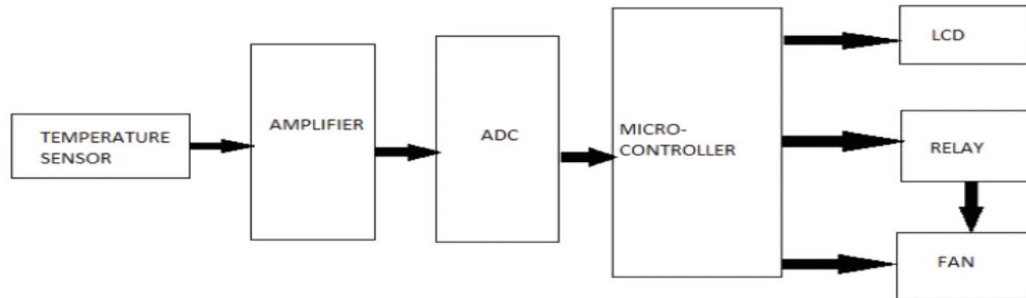 TEMPERATURE
SENSOR
AMPLIFIER
ADC
MICRO-
CONTROLLER
LCD
RELAY
FAN